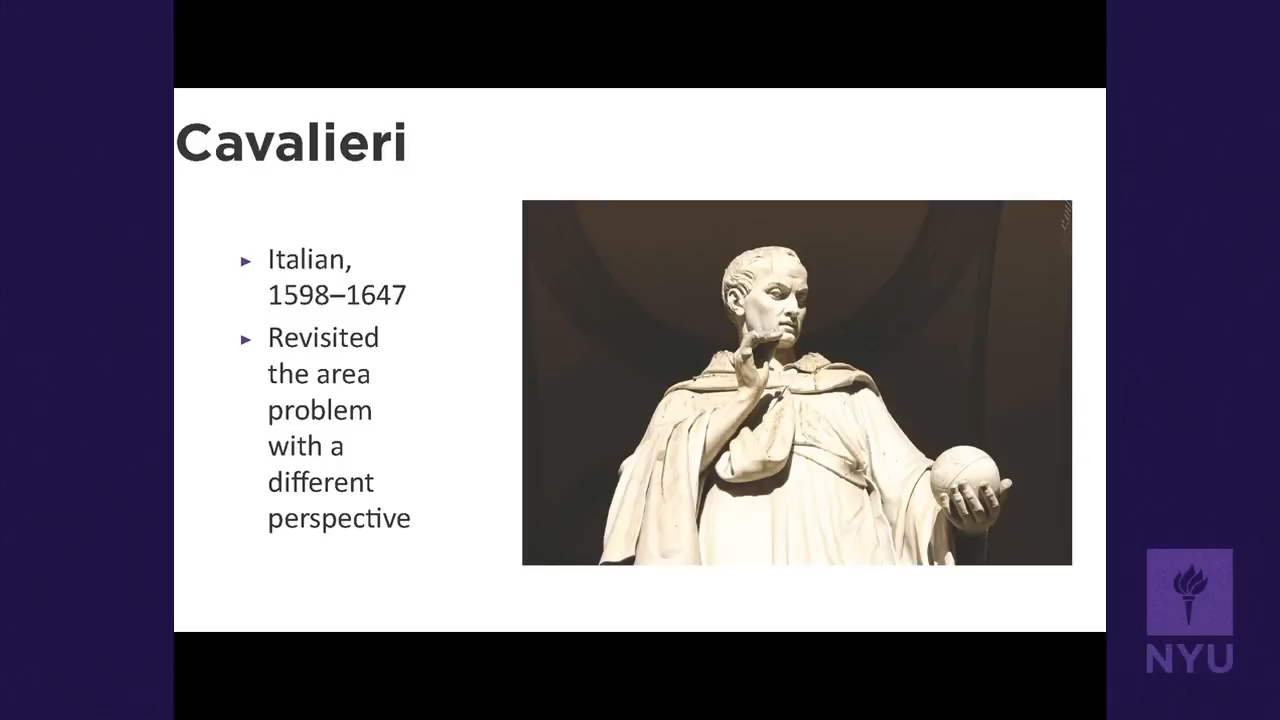 Cavalieri
▸ Italian,
1598–1647
▸ Revisited
the area
problem
with a
different
perspective
NYU